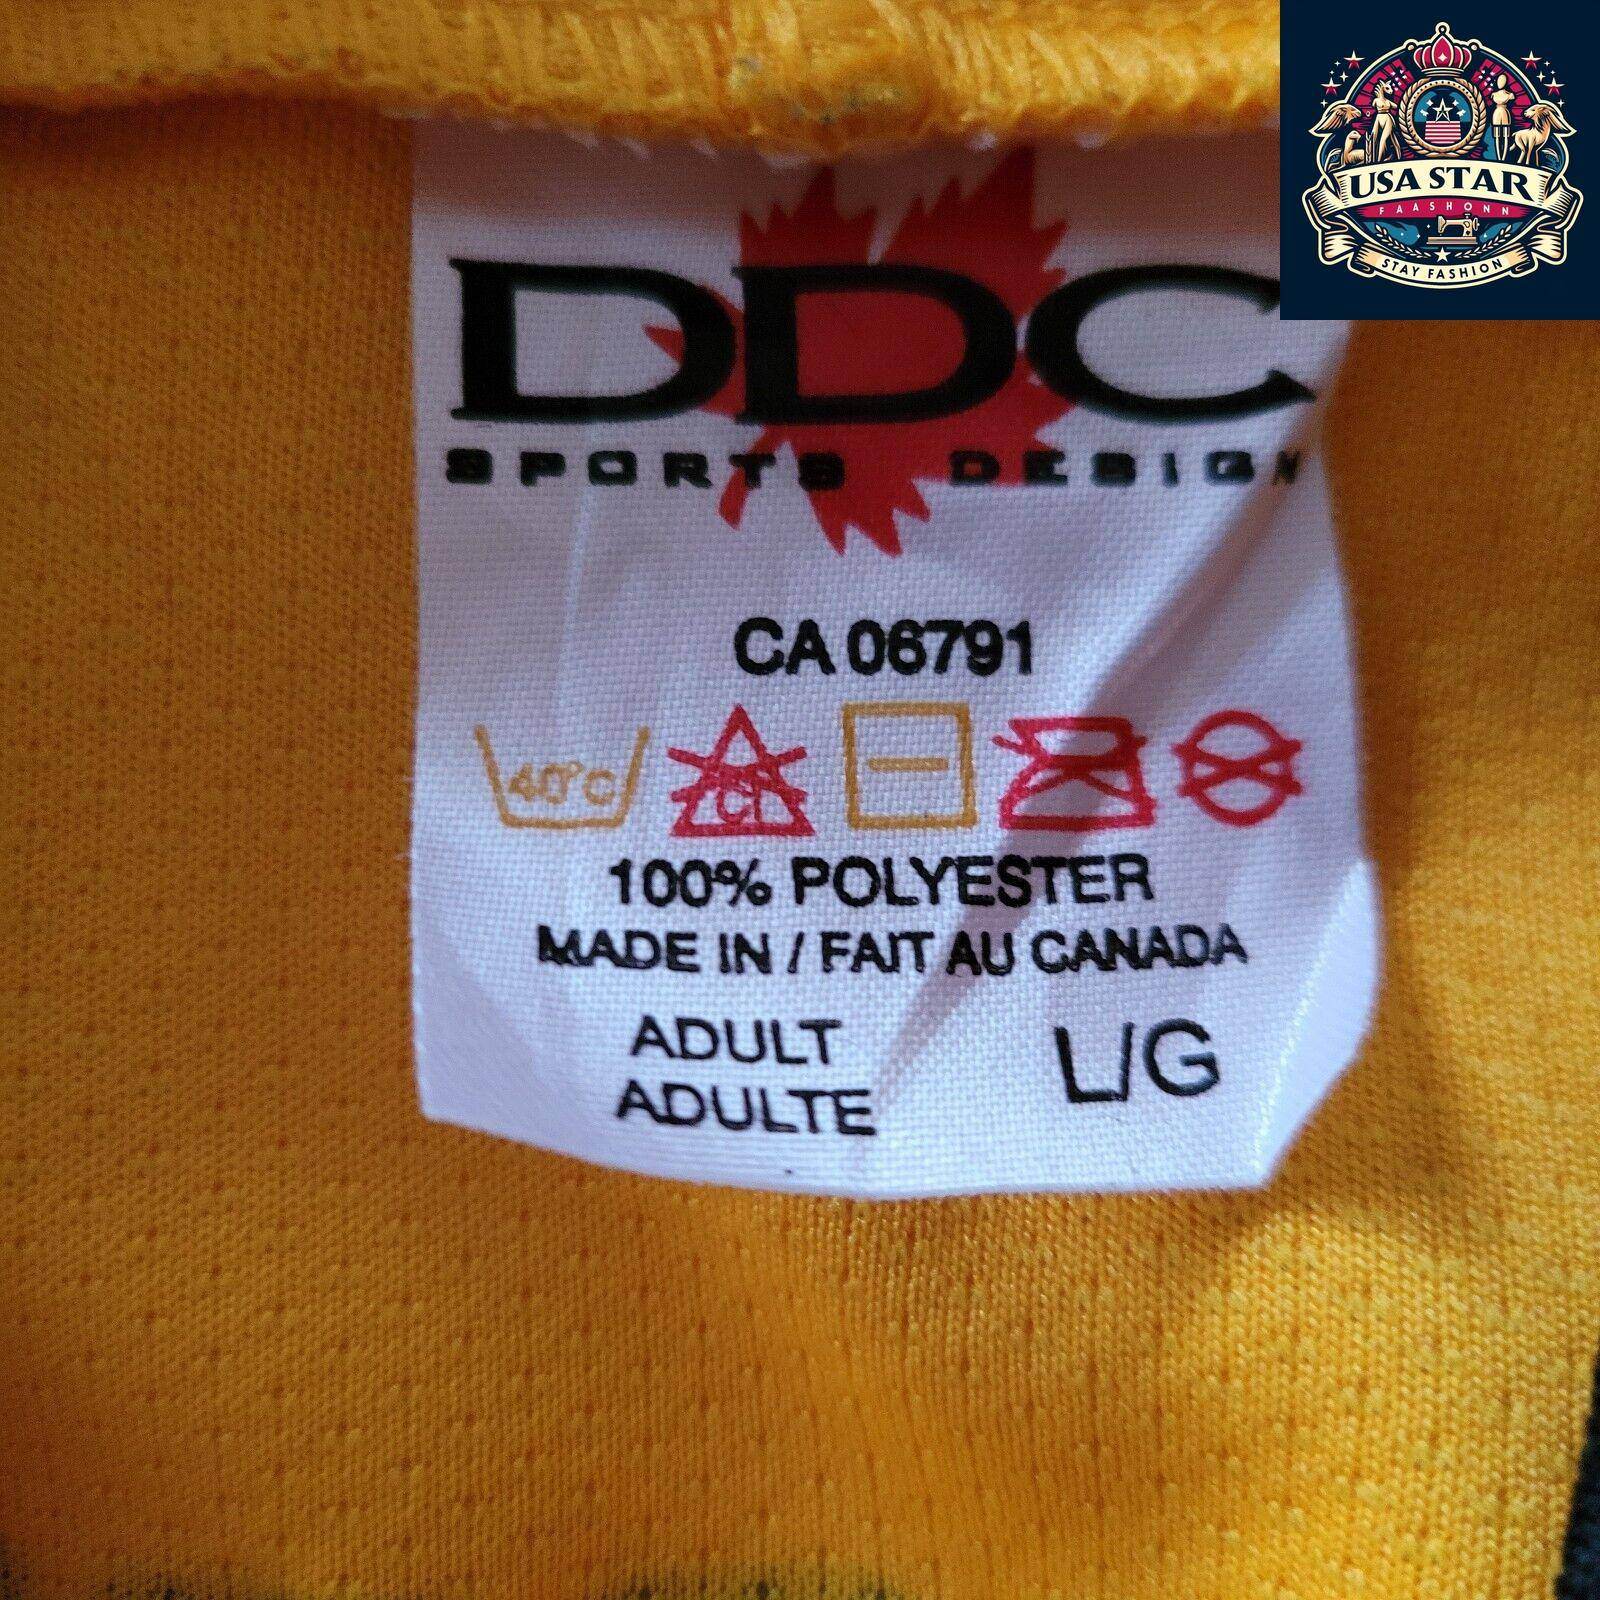 USA STAR
FAASHONN
STAY FASHION
DDC
SPORTS DESIGN
CA 06791
40°C
Cl
100% POLYESTER
MADE IN / FAIT AU CANADA
ADULT
ADULTE
L/G